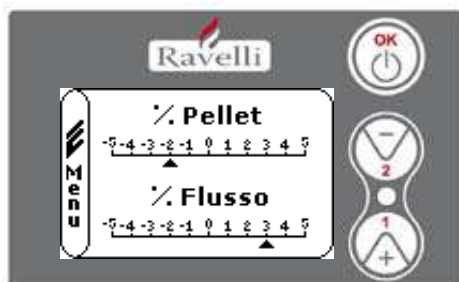 Ravelli
OK
Menu
٪ Pellet
-5 -4 -3 -2 -1 0 1 2 3 4 5
٪ Flusso
-5 -4 -3 -2 -1 0 1 2 3 4 5
−
2
1
+